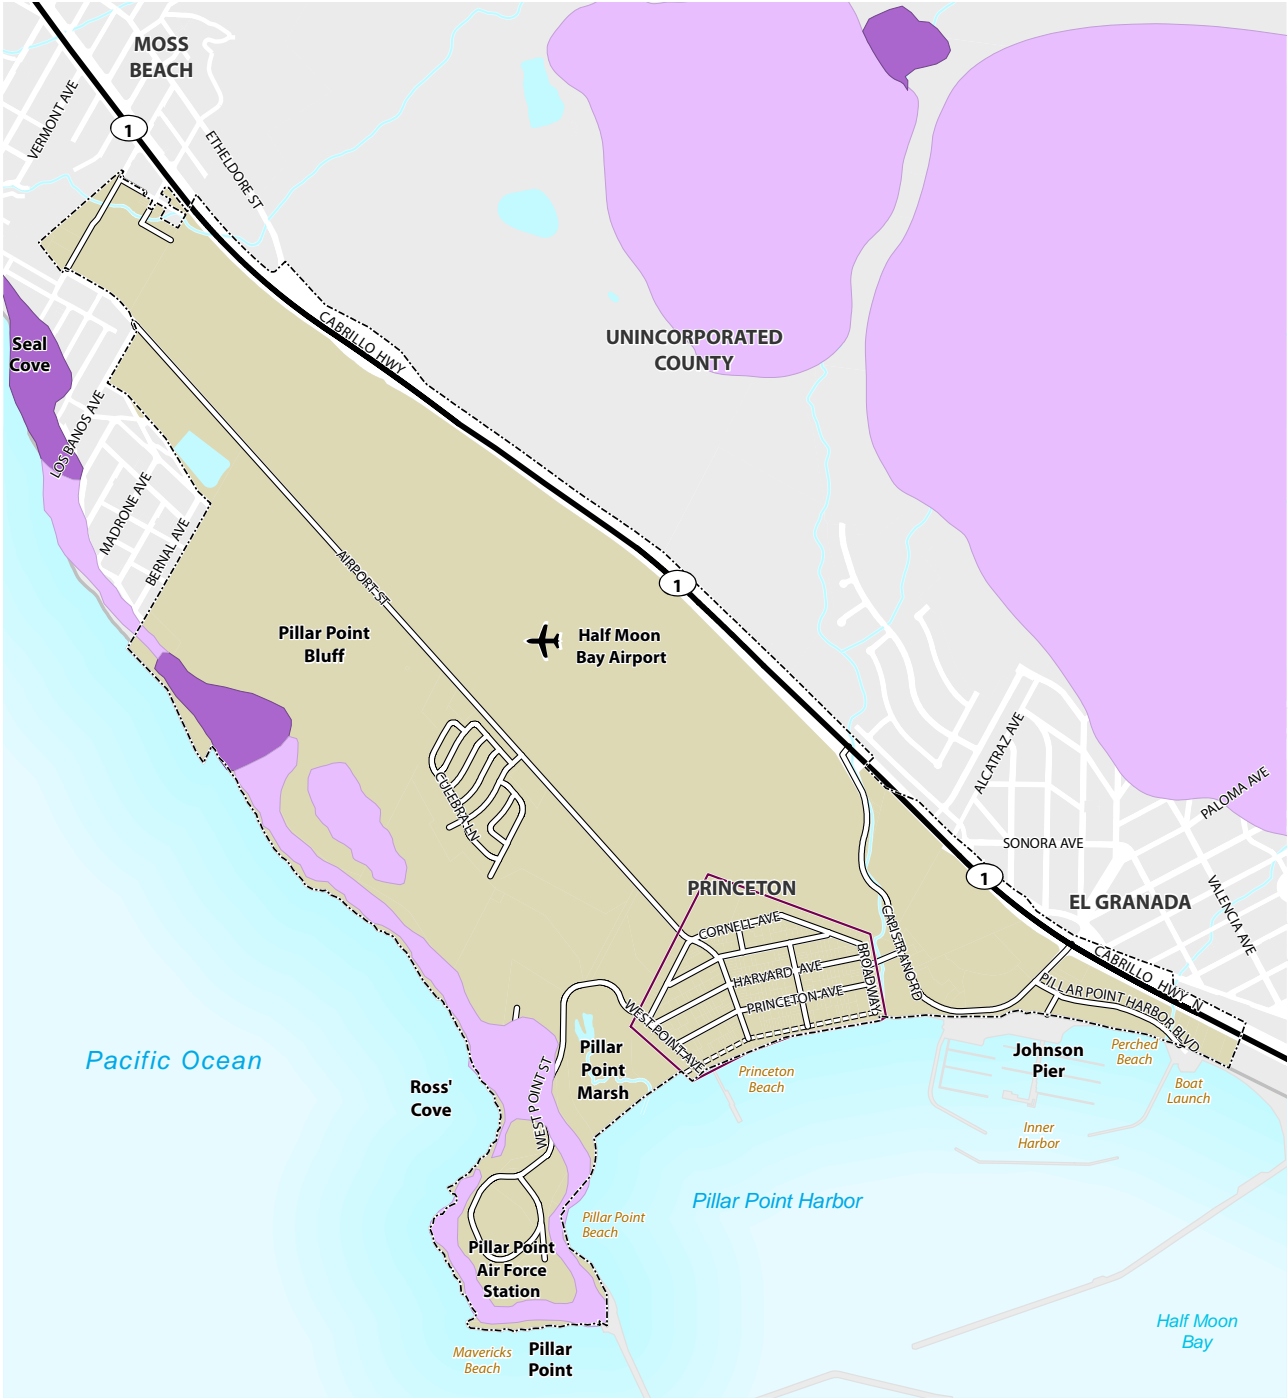 MOSS
BEACH
VERMONT AVE
1
ETHELDORE ST
Seal
Cove
CABRILLO HWY
UNINCORPORATED
COUNTY
LOS BANOS AVE
MADRONE AVE
BERNAL AVE
AIRPORT ST
1
Pillar Point
Bluff
Half Moon
Bay Airport
ALCATRAZ AVE
CULEBRA LN
PALOMA AVE
SONORA AVE
1
PRINCETON
EL GRANADA
VALENCIA AVE
CORNELL AVE
CAPISTRANO RD
BROADWAY
HARVARD AVE
PRINCETON AVE
CABRILLO HWY N
PILLAR POINT HARBOR BLVD
WEST POINT AVE
Pacific Ocean
Pillar
Point
Marsh
Johnson
Pier
Perched
Beach
Princeton
Beach
Boat
Launch
Ross'
Cove
WEST POINT ST
Inner
Harbor
Pillar Point Harbor
Pillar Point
Beach
Pillar Point
Air Force
Station
Half Moon
Bay
Mavericks
Beach
Pillar
Point